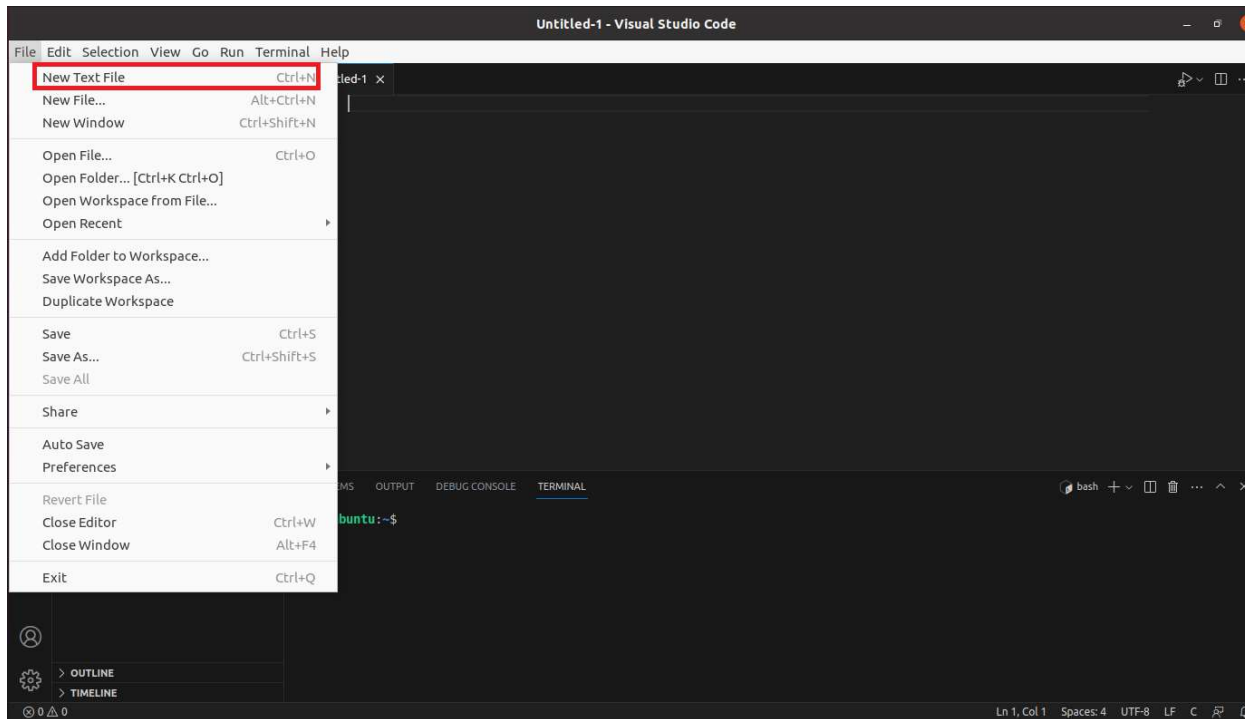 Untitled-1 - Visual Studio Code
File Edit Selection View Go Run Terminal Help
New Text File Ctrl+N
tled-1
New File... Alt+Ctrl+N
New Window Ctrl+Shift+N
Open File... Ctrl+O
Open Folder... [Ctrl+K Ctrl+O]
Open Workspace from File...
Open Recent
Add Folder to Workspace...
Save Workspace As...
Duplicate Workspace
Save Ctrl+S
Save As... Ctrl+Shift+S
Save All
Share
Auto Save
Preferences
Revert File
Close Editor Ctrl+W
Close Window Alt+F4
Exit Ctrl+Q
EMS OUTPUT DEBUG CONSOLE TERMINAL bash
buntu:~$
OUTLINE
TIMELINE
0 0 Ln 1, Col 1 Spaces: 4 UTF-8 LF C